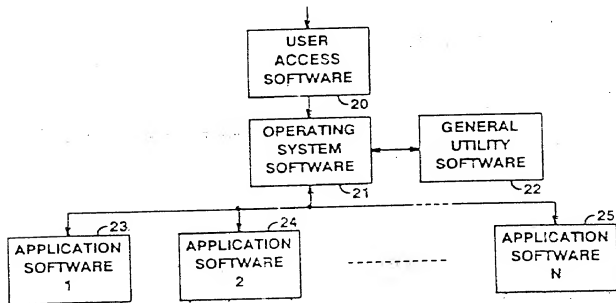 USER
ACCESS
SOFTWARE
20
OPERATING
SYSTEM
SOFTWARE
21
GENERAL
UTILITY
SOFTWARE
22
23
APPLICATION
SOFTWARE
1
24
APPLICATION
SOFTWARE
2
25
APPLICATION
SOFTWARE
N